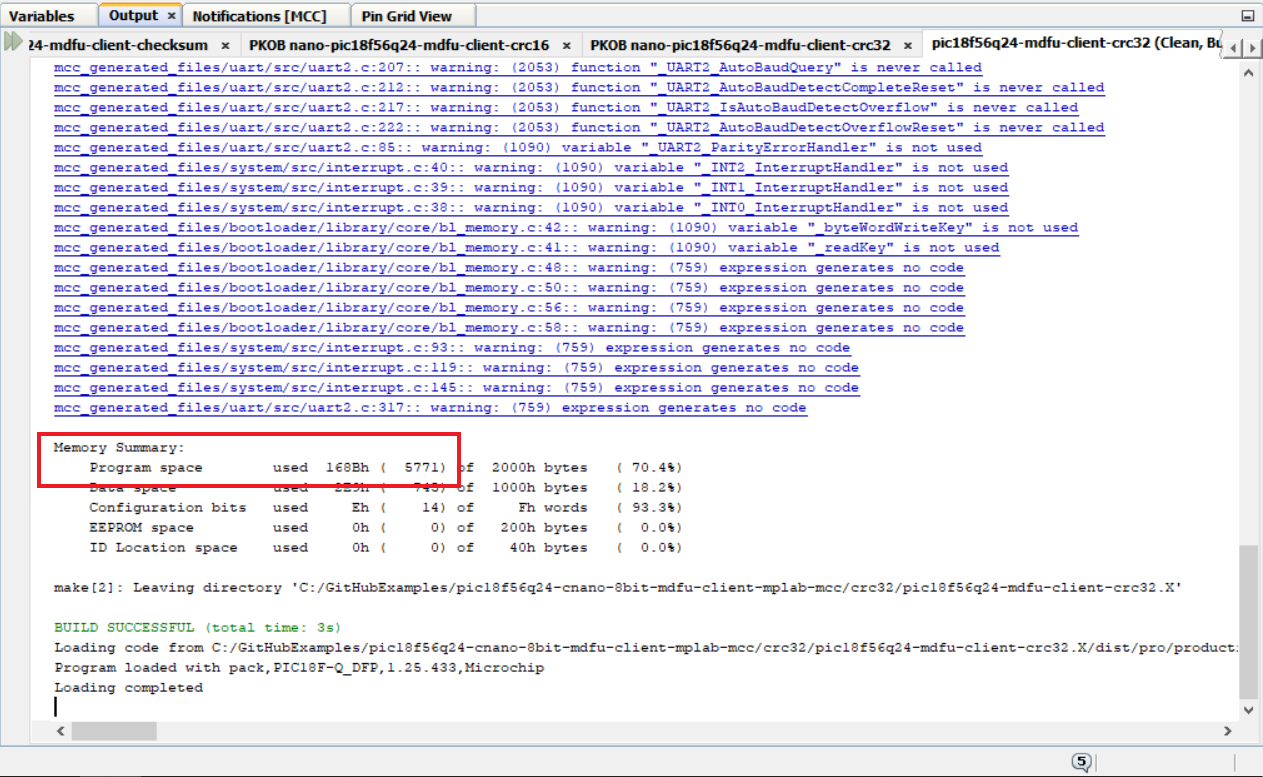 Variables Output × Notifications [MCC] Pin Grid View
24-mdfu-client-checksum × PKOB nano-pic18f56q24-mdfu-client-crc16 × PKOB nano-pic18f56q24-mdfu-client-crc32 × pic18f56q24-mdfu-client-crc32 (Clean, Bu
mcc_generated_files/uart/src/uart2.c:207:: warning: (2053) function "_UART2_AutoBaudQuery" is never called
mcc_generated_files/uart/src/uart2.c:212:: warning: (2053) function "_UART2_AutoBaudDetectCompleteReset" is never called
mcc_generated_files/uart/src/uart2.c:217:: warning: (2053) function "_UART2_IsAutoBaudDetectOverflow" is never called
mcc_generated_files/uart/src/uart2.c:222:: warning: (2053) function "_UART2_AutoBaudDetectOverflowReset" is never called
mcc_generated_files/uart/src/uart2.c:85:: warning: (1090) variable "_UART2_ParityErrorHandler" is not used
mcc_generated_files/system/src/interrupt.c:40:: warning: (1090) variable "_INT2_InterruptHandler" is not used
mcc_generated_files/system/src/interrupt.c:39:: warning: (1090) variable "_INT1_InterruptHandler" is not used
mcc_generated_files/system/src/interrupt.c:38:: warning: (1090) variable "_INT0_InterruptHandler" is not used
mcc_generated_files/bootloader/library/core/bl_memory.c:42:: warning: (1090) variable "_byteWordWriteKey" is not used
mcc_generated_files/bootloader/library/core/bl_memory.c:41:: warning: (1090) variable "_readKey" is not used
mcc_generated_files/bootloader/library/core/bl_memory.c:48:: warning: (759) expression generates no code
mcc_generated_files/bootloader/library/core/bl_memory.c:50:: warning: (759) expression generates no code
mcc_generated_files/bootloader/library/core/bl_memory.c:56:: warning: (759) expression generates no code
mcc_generated_files/bootloader/library/core/bl_memory.c:58:: warning: (759) expression generates no code
mcc_generated_files/system/src/interrupt.c:93:: warning: (759) expression generates no code
mcc_generated_files/system/src/interrupt.c:119:: warning: (759) expression generates no code
mcc_generated_files/system/src/interrupt.c:145:: warning: (759) expression generates no code
mcc_generated_files/uart/src/uart2.c:317:: warning: (759) expression generates no code
Memory Summary:
Program space used 168Bh ( 5771) of 2000h bytes ( 70.4%)
Data space used 2E9h ( 745) of 1000h bytes ( 18.2%)
Configuration bits used Eh ( 14) of Fh words ( 93.3%)
EEPROM space used 0h ( 0) of 200h bytes ( 0.0%)
ID Location space used 0h ( 0) of 40h bytes ( 0.0%)
make[2]: Leaving directory 'C:/GitHubExamples/pic18f56q24-cnano-8bit-mdfu-client-mplab-mcc/crc32/pic18f56q24-mdfu-client-crc32.X'
BUILD SUCCESSFUL (total time: 3s)
Loading code from C:/GitHubExamples/pic18f56q24-cnano-8bit-mdfu-client-mplab-mcc/crc32/pic18f56q24-mdfu-client-crc32.X/dist/pro/producti
Program loaded with pack,PIC18F-Q_DFP,1.25.433,Microchip
Loading completed
5